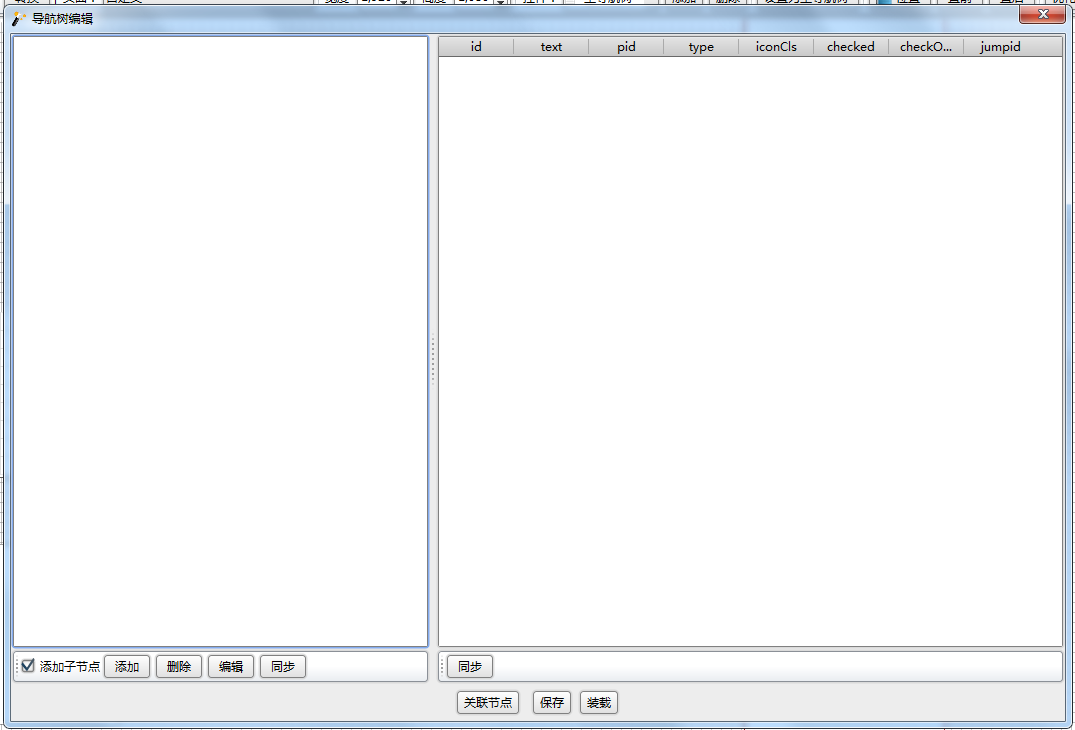 导航树编辑
id text pid type iconCls checked checkO... jumpid
添加子节点 添加 删除 编辑 同步
同步
关联节点 保存 装载